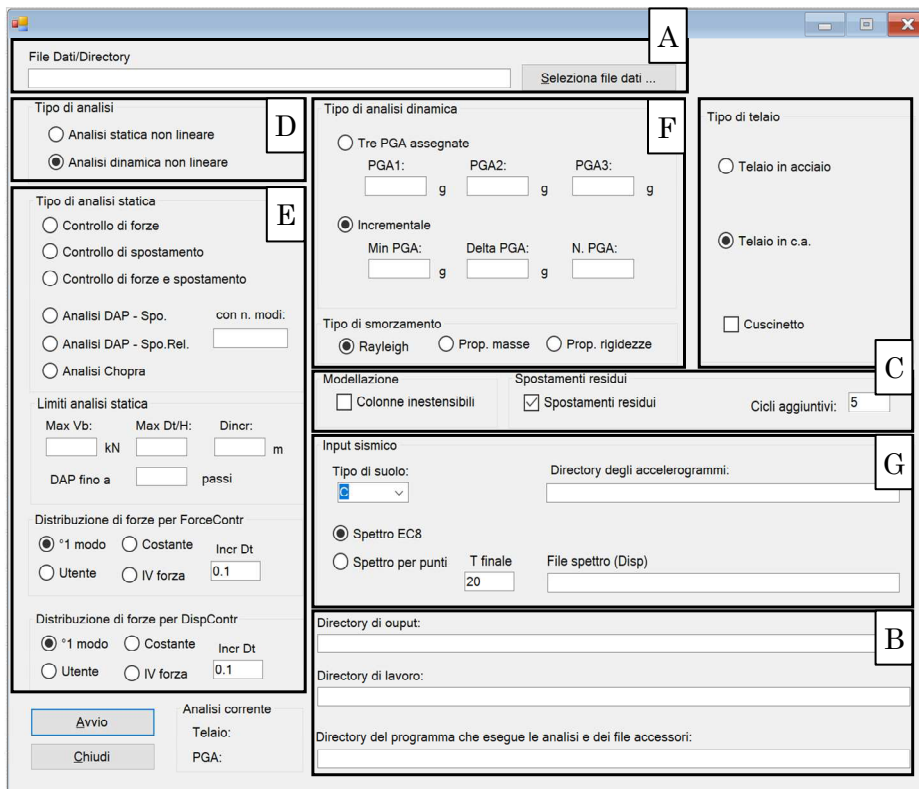 A
File Dati/Directory
Seleziona file dati ...
Tipo di analisi
D
Analisi statica non lineare
Analisi dinamica non lineare
E
Tipo di analisi statica
Controllo di forze
Controllo di spostamento
Controllo di forze e spostamento
Analisi DAP - Spo. con n. modi:
Analisi DAP - Spo.Rel.
Analisi Chopra
Limiti analisi statica
Max Vb: Max Dt/H: Dincr:
kN m
DAP fino a passi
Distribuzione di forze per ForceContr
°1 modo Costante Incr Dt
Utente IV forza 0.1
Distribuzione di forze per DispContr
°1 modo Costante Incr Dt
Utente IV forza 0.1
Avvio
Chiudi
Analisi corrente
Telaio:
PGA:
Tipo di analisi dinamica
F
Tre PGA assegnate
PGA1: PGA2: PGA3:
g g g
Incrementale
Min PGA: Delta PGA: N. PGA:
g g
Tipo di smorzamento
Rayleigh Prop. masse Prop. rigidezze
Tipo di telaio
Telaio in acciaio
Telaio in c.a.
Cuscinetto
C
Modellazione
Colonne inestensibili
Spostamenti residui
Spostamenti residui Cicli aggiuntivi: 5
G
Input sismico
Tipo di suolo: Directory degli accelerogrammi:
C
Spettro EC8
Spettro per punti T finale File spettro (Disp)
20
B
Directory di ouput:
Directory di lavoro:
Directory del programma che esegue le analisi e dei file accessori: